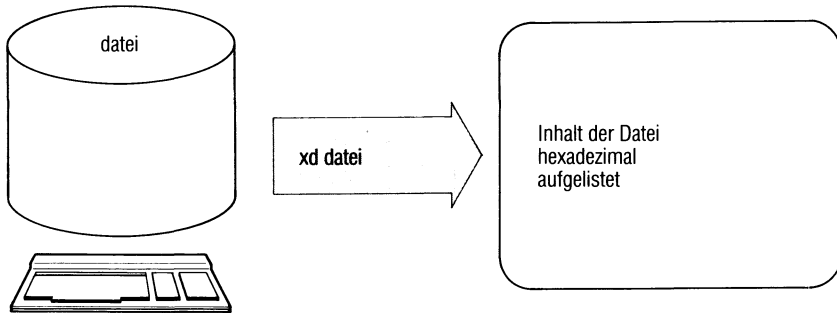 datei
xd datei
Inhalt der Datei
hexadezimal
aufgelistet